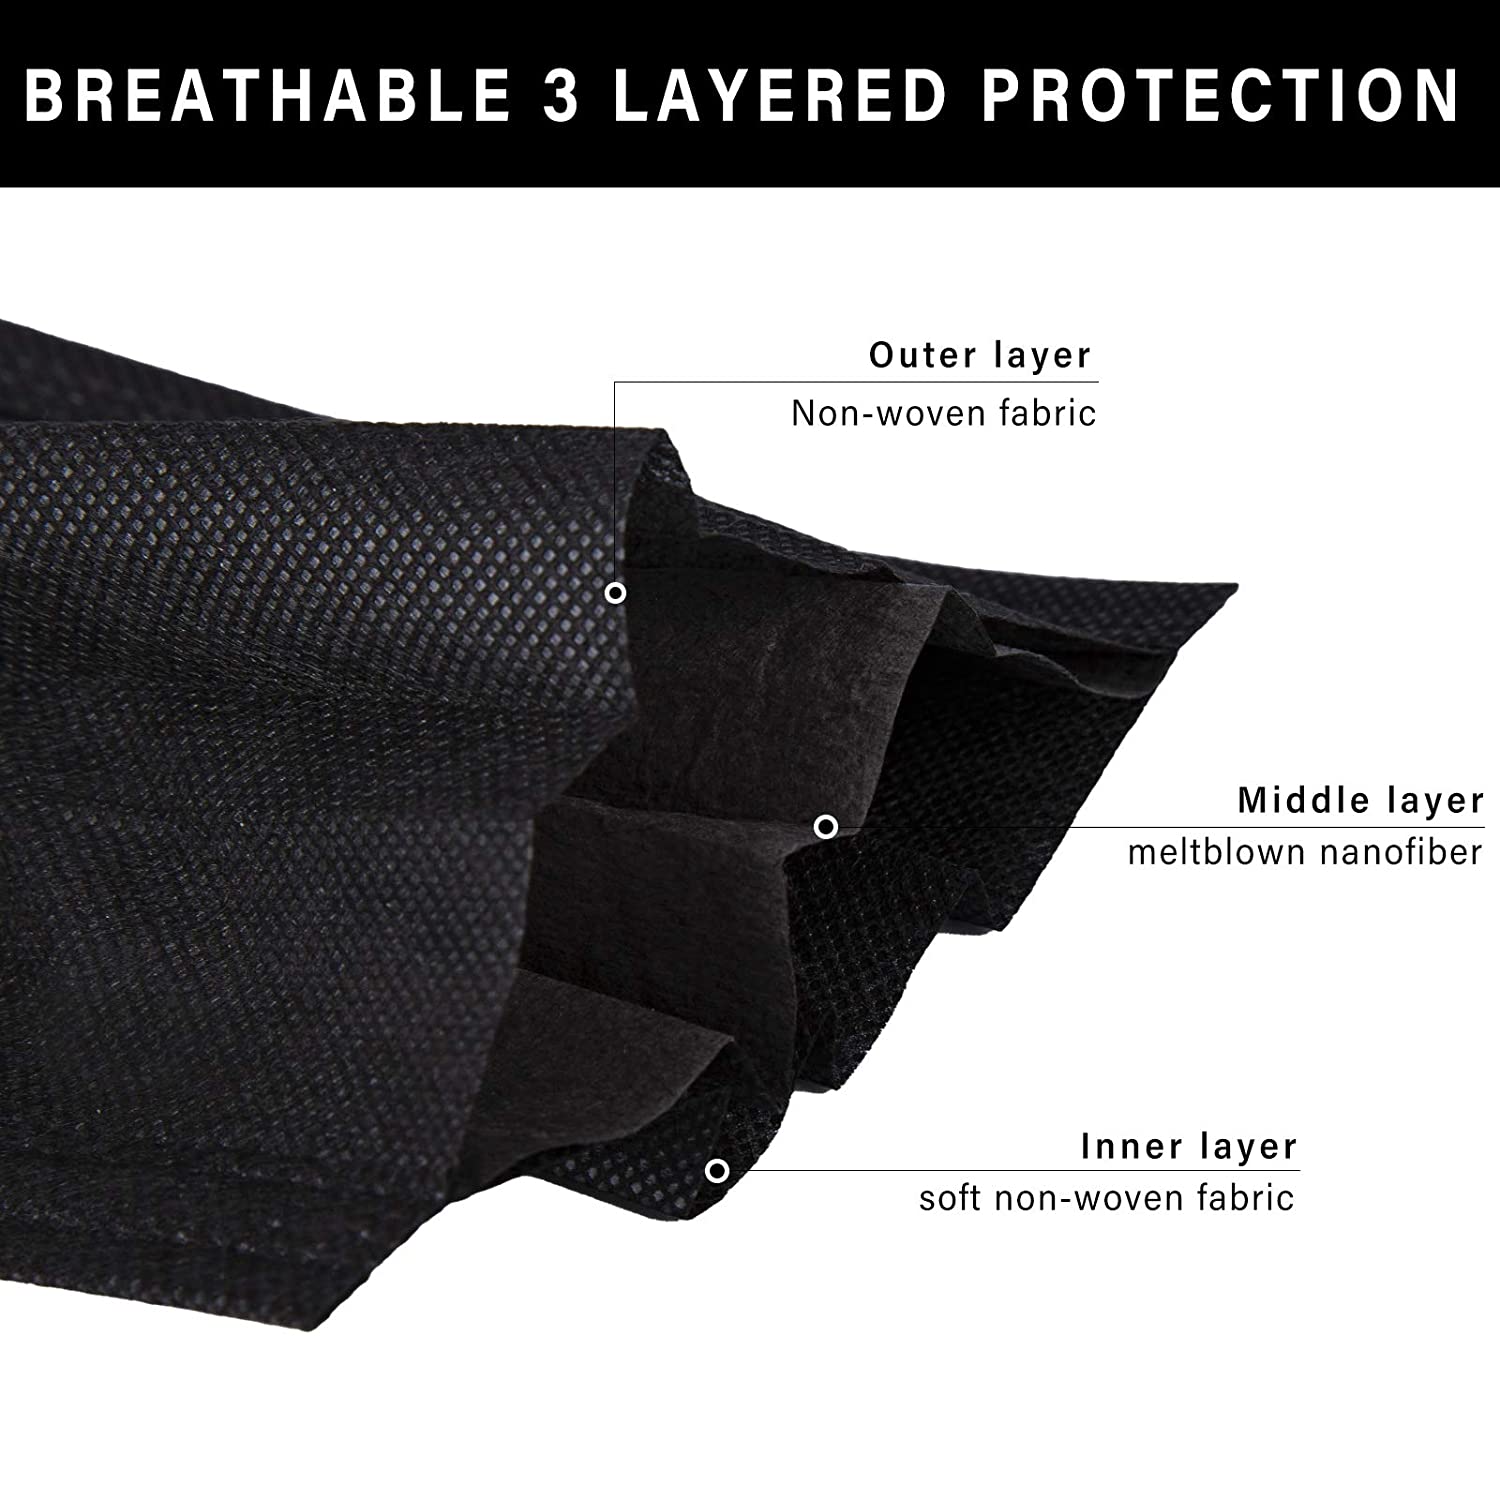 BREATHABLE 3 LAYERED PROTECTION
Outer layer
Non-woven fabric
Middle layer
meltblown nanofiber
Inner layer
soft non-woven fabric